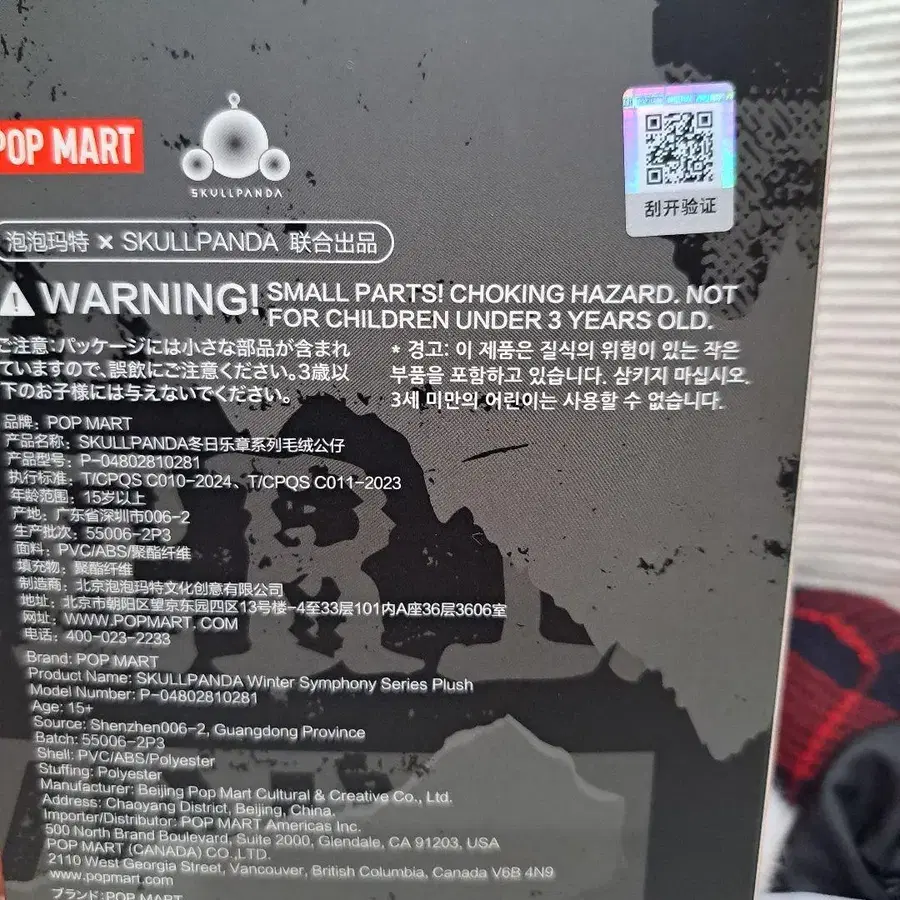 POP MART
SKULLPANDA
刮开验证
泡泡玛特 × SKULLPANDA 联合出品
WARNING! SMALL PARTS! CHOKING HAZARD. NOT
FOR CHILDREN UNDER 3 YEARS OLD.
ご注意:パッケージには小さな部品が含まれ
ていますので、誤飲にご注意ください。3歳以
下のお子様には与えないでください。
* 경고: 이 제품은 질식의 위험이 있는 작은
부품을 포함하고 있습니다. 삼키지 마십시오.
3세 미만의 어린이는 사용할 수 없습니다.
品牌: POP MART
产品名称: SKULLPANDA冬日乐章系列毛绒公仔
产品型号: P-04802810281
执行标准: T/CPQS C010-2024、T/CPQS C011-2023
年龄范围: 15岁以上
产地: 广东省深圳市006-2
生产批次: 55006-2P3
面料: PVC/ABS/聚酯纤维
填充物: 聚酯纤维
制造商: 北京泡泡玛特文化创意有限公司
地址: 北京市朝阳区望京东园四区13号楼-4至33层101内A座36层3606室
网址: WWW.POPMART.COM
电话: 400-023-2233
Brand: POP MART
Product Name: SKULLPANDA Winter Symphony Series Plush
Model Number: P-04802810281
Age: 15+
Source: Shenzhen006-2, Guangdong Province
Batch: 55006-2P3
Shell: PVC/ABS/Polyester
Stuffing: Polyester
Manufacturer: Beijing Pop Mart Cultural & Creative Co., Ltd.
Address: Chaoyang District, Beijing, China.
Importer/Distributor: POP MART Americas Inc.
500 North Brand Boulevard, Suite 2000, Glendale, CA 91203, USA
POP MART (CANADA) CO.,LTD.
2110 West Georgia Street, Vancouver, British Columbia, Canada V6B 4N9
www.popmart.com
ブランド:POP MART